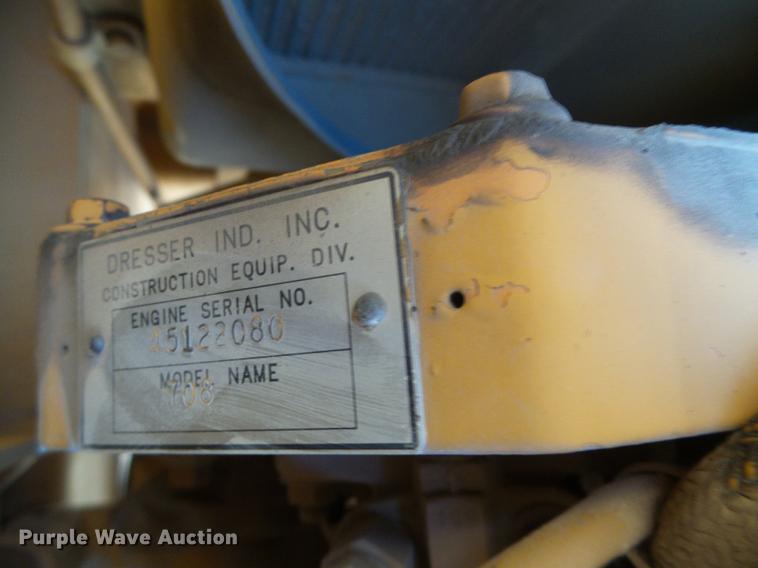 DRESSER IND. INC.
CONSTRUCTION EQUIP. DIV.
ENGINE SERIAL NO.
MODEL NAME
Purple Wave Auction